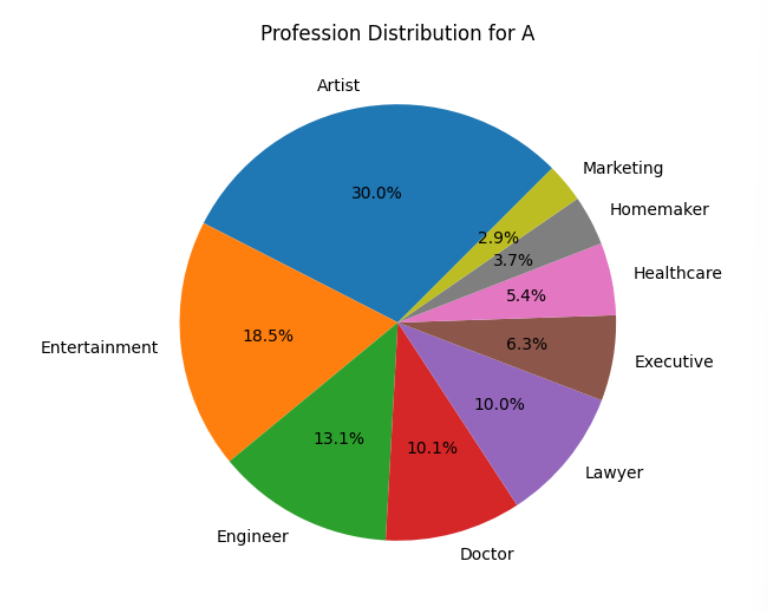 Profession Distribution for A
Artist
30.0%
Marketing
2.9%
Homemaker
3.7%
Healthcare
5.4%
Entertainment
18.5%
Executive
6.3%
Lawyer
10.0%
Engineer
13.1%
Doctor
10.1%